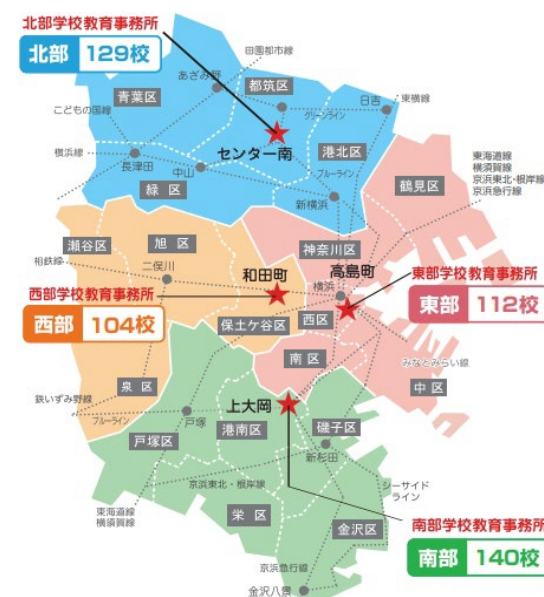 北部学校教育事務所
北部 129校
田園都市線
あざみ野
都筑区
青葉区
日吉
東横線
こどもの国線
グリーンライン
センター南
港北区
東海道線
横須賀線
京浜東北・根岸線
京浜急行線
横浜線
長津田
中山
ブルーライン
鶴見区
緑 区
新横浜
瀬谷区
旭 区
神奈川区
相鉄線
二俣川
和田町
高島町
東部学校教育事務所
西部学校教育事務所
横浜
東部 112校
西部 104校
保土ケ谷区
西区
南 区
みなとみらい線
泉 区
中 区
鉄いずみ野線
ブルーライン
上大岡
戸塚
戸塚区
港南区
磯子区
新杉田
京浜東北・根岸線
シーサイド
ライン
東海道線
横須賀線
栄 区
金沢区
南部学校教育事務所
南部 140校
京浜急行線
金沢八景